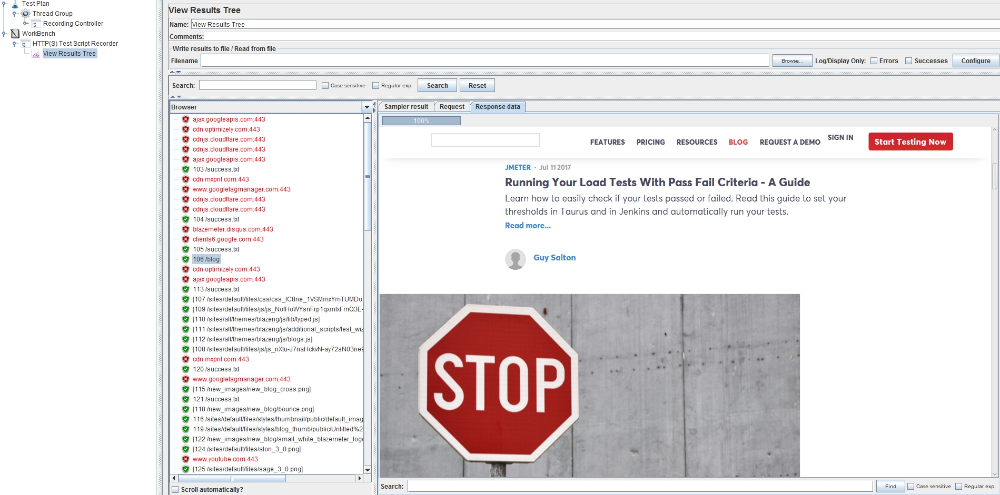 Test Plan
Thread Group
Recording Controller
WorkBench
HTTP(S) Test Script Recorder
View Results Tree
View Results Tree
Name: View Results Tree
Comments:
Write results to file / Read from file
Filename Browse... Log/Display Only: Errors Successes Configure
Search: Case sensitive Regular exp. Search Reset
Browser
ajax.googleapis.com:443
cdn.optimizely.com:443
cdnjs.cloudflare.com:443
cdnjs.cloudflare.com:443
ajax.googleapis.com:443
103 /success.txt
cdn.mxpnl.com:443
www.googletagmanager.com:443
cdnjs.cloudflare.com:443
cdnjs.cloudflare.com:443
104 /success.txt
blazemeter.disqus.com:443
clients6.google.com:443
105 /success.txt
106 /blog
cdn.optimizely.com:443
ajax.googleapis.com:443
113 /success.txt
[107 /sites/default/files/css/css_IC8ne_1VSMmxYmTUMDo
[109 /sites/default/files/js/js_NofHoWYsnFrp1qxmlxFmQ3E-
[110 /sites/all/themes/blazeng/js/lib/typed.js]
[111 /sites/all/themes/blazeng/js/additional_scripts/test_wiz
[112 /sites/all/themes/blazeng/js/blogs.js]
[108 /sites/default/files/js/js_nXtu-J7naHckvN-ay72sN03ne9
cdn.mxpnl.com:443
120 /success.txt
www.googletagmanager.com:443
[115 /new_images/new_blog_cross.png]
121 /success.txt
[118 /new_images/new_blog/bounce.png]
116 /sites/default/files/styles/thumbnail/public/default_imag
119 /sites/default/files/styles/blog_thumb/public/Untitled%2
[122 /new_images/new_blog/small_white_blazemeter_logo
[124 /sites/default/files/alon_3_0.png]
www.youtube.com:443
[125 /sites/default/files/sage_3_0.png]
Scroll automatically?
Sampler result Request Response data
100%
FEATURES PRICING RESOURCES BLOG REQUEST A DEMO SIGN IN Start Testing Now
JMETER • Jul 11 2017
Running Your Load Tests With Pass Fail Criteria - A Guide
Learn how to easily check if your tests passed or failed. Read this guide to set your
thresholds in Taurus and in Jenkins and automatically run your tests.
Read more...
Guy Salton
STOP
Search: Find Case sensitive Regular exp.